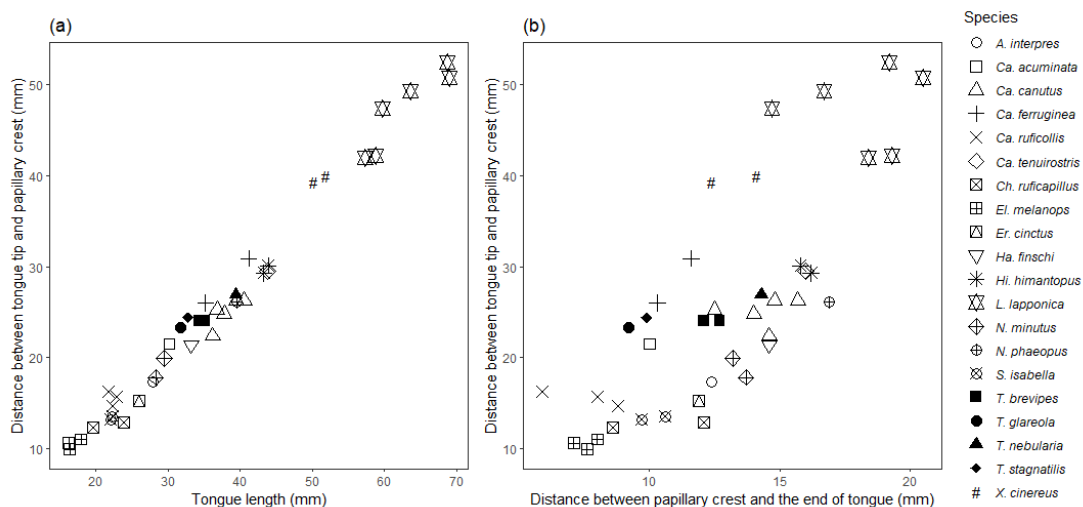 (a)
Distance between tongue tip and papillary crest (mm)
50
40
30
20
10
20 30 40 50 60 70
Tongue length (mm)
(b)
Distance between tongue tip and papillary crest (mm)
50
40
30
20
10
10 15 20
Distance between papillary crest and the end of tongue (mm)
Species
A. interpres
Ca. acuminata
Ca. canutus
Ca. ferruginea
Ca. ruficollis
Ca. tenuirostris
Ch. ruficapillus
El. melanops
Er. cinctus
Ha. finschi
Hi. himantopus
L. lapponica
N. minutus
N. phaeopus
S. isabella
T. brevipes
T. glareola
T. nebularia
T. stagnatilis
# X. cinereus